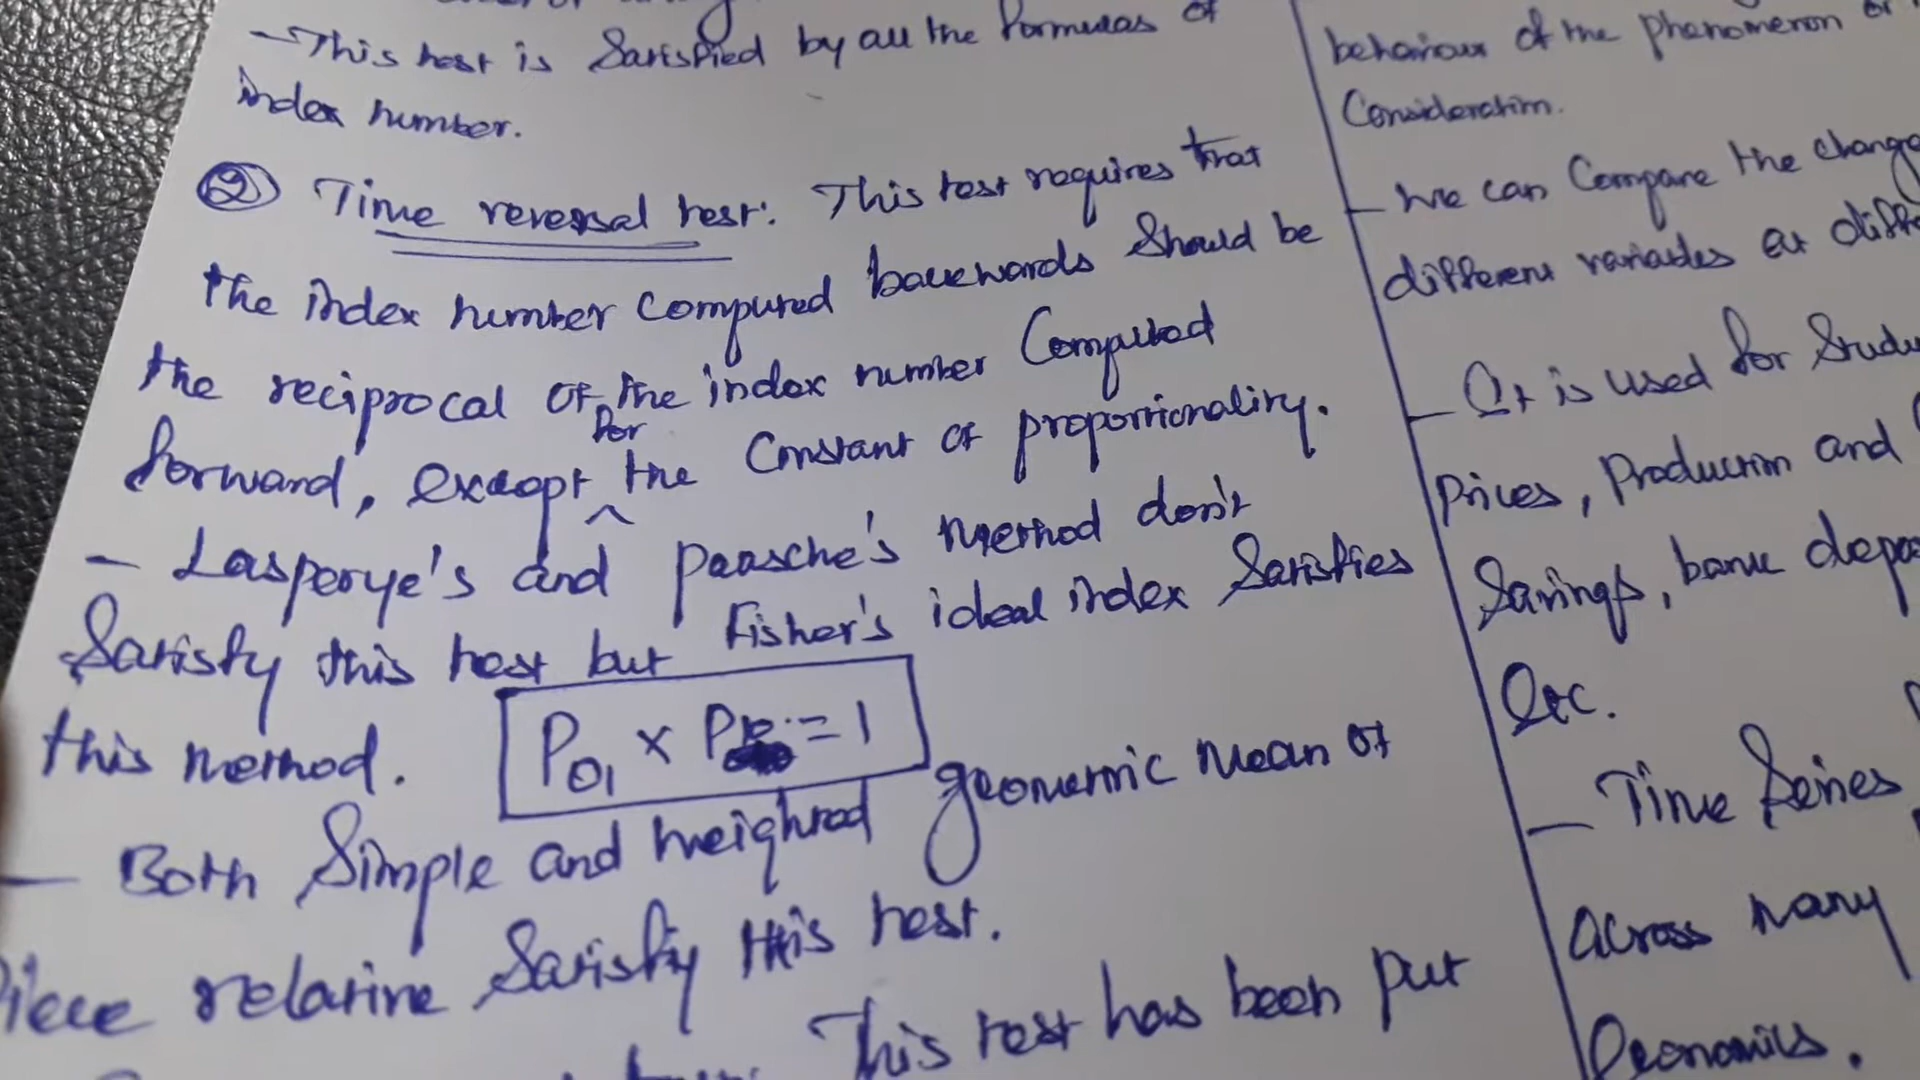 - This test is Satisfied by all the formulas of
index number.
② Time reversal test: This test requires that
the index number computed backwards should be
the reciprocal of the index number Computed
forward, except for the Constant of proportionality.
- Lasperye's and paasche's method don't
Satisfy this test but Fisher's ideal index Satisfies
this method. P01 x P = 1
- Both Simple and weighted geometric mean of
relative Satisfy this test.
This test has been put
behaviour of the phenomenon or
Consideration.
- we can Compare the change
different variables at
- It is used for
prices, production and
Savings, bank
etc.
- Time Series
across many
Economics.